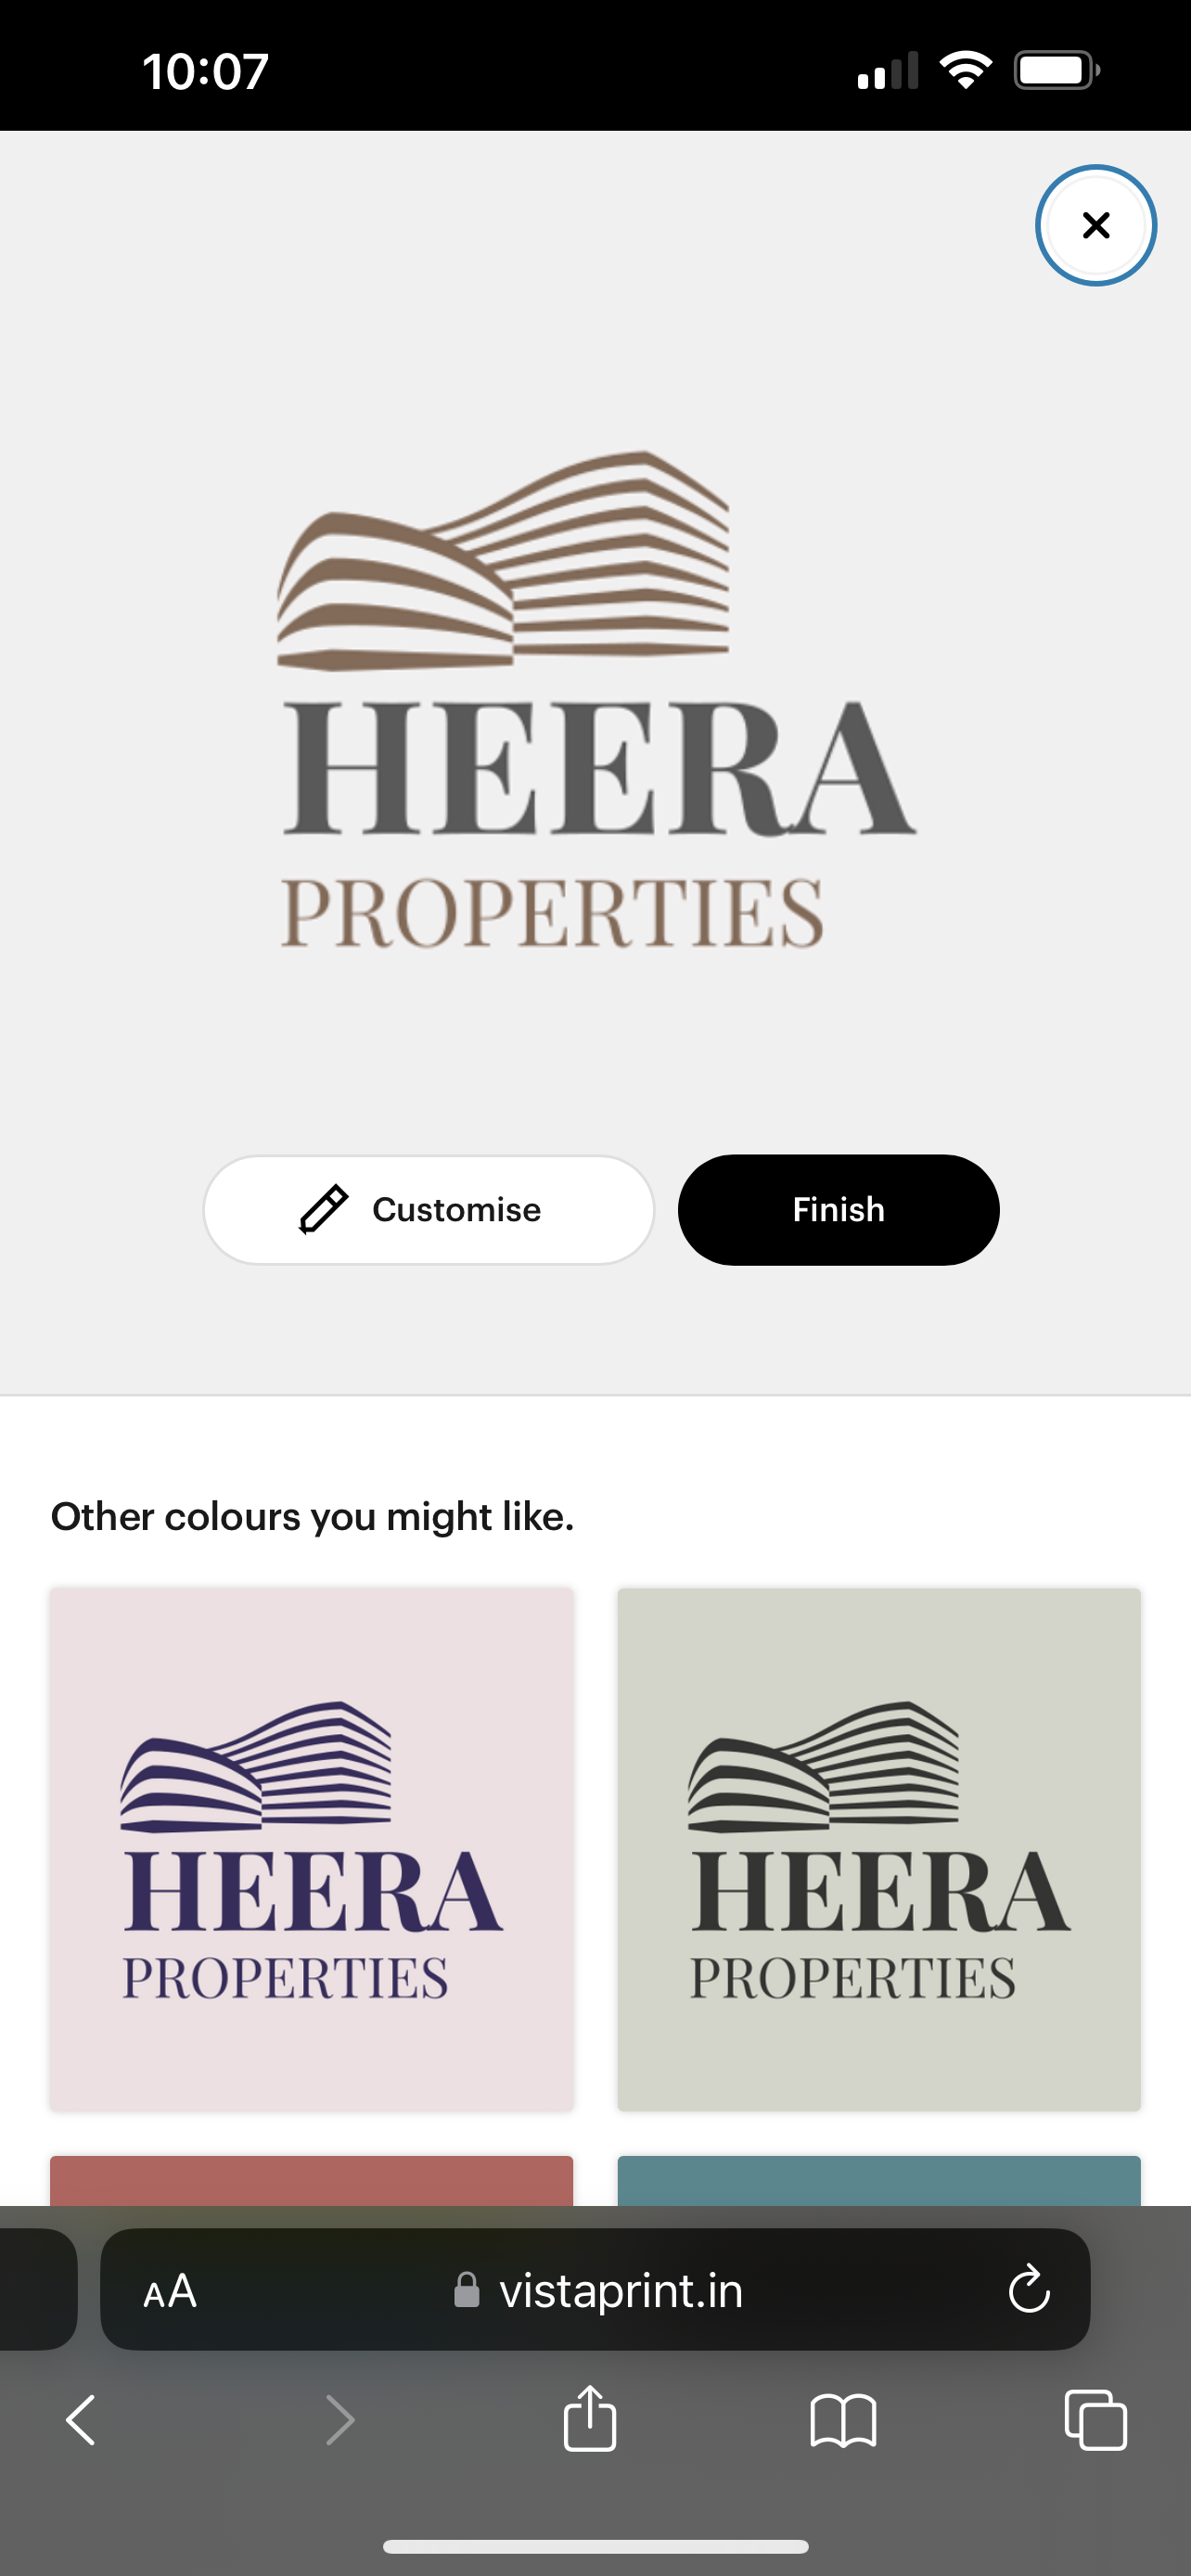 10:07
HEERA
PROPERTIES
Customise
Finish
Other colours you might like.
HEERA
PROPERTIES
HEERA
PROPERTIES
AA
vistaprint.in